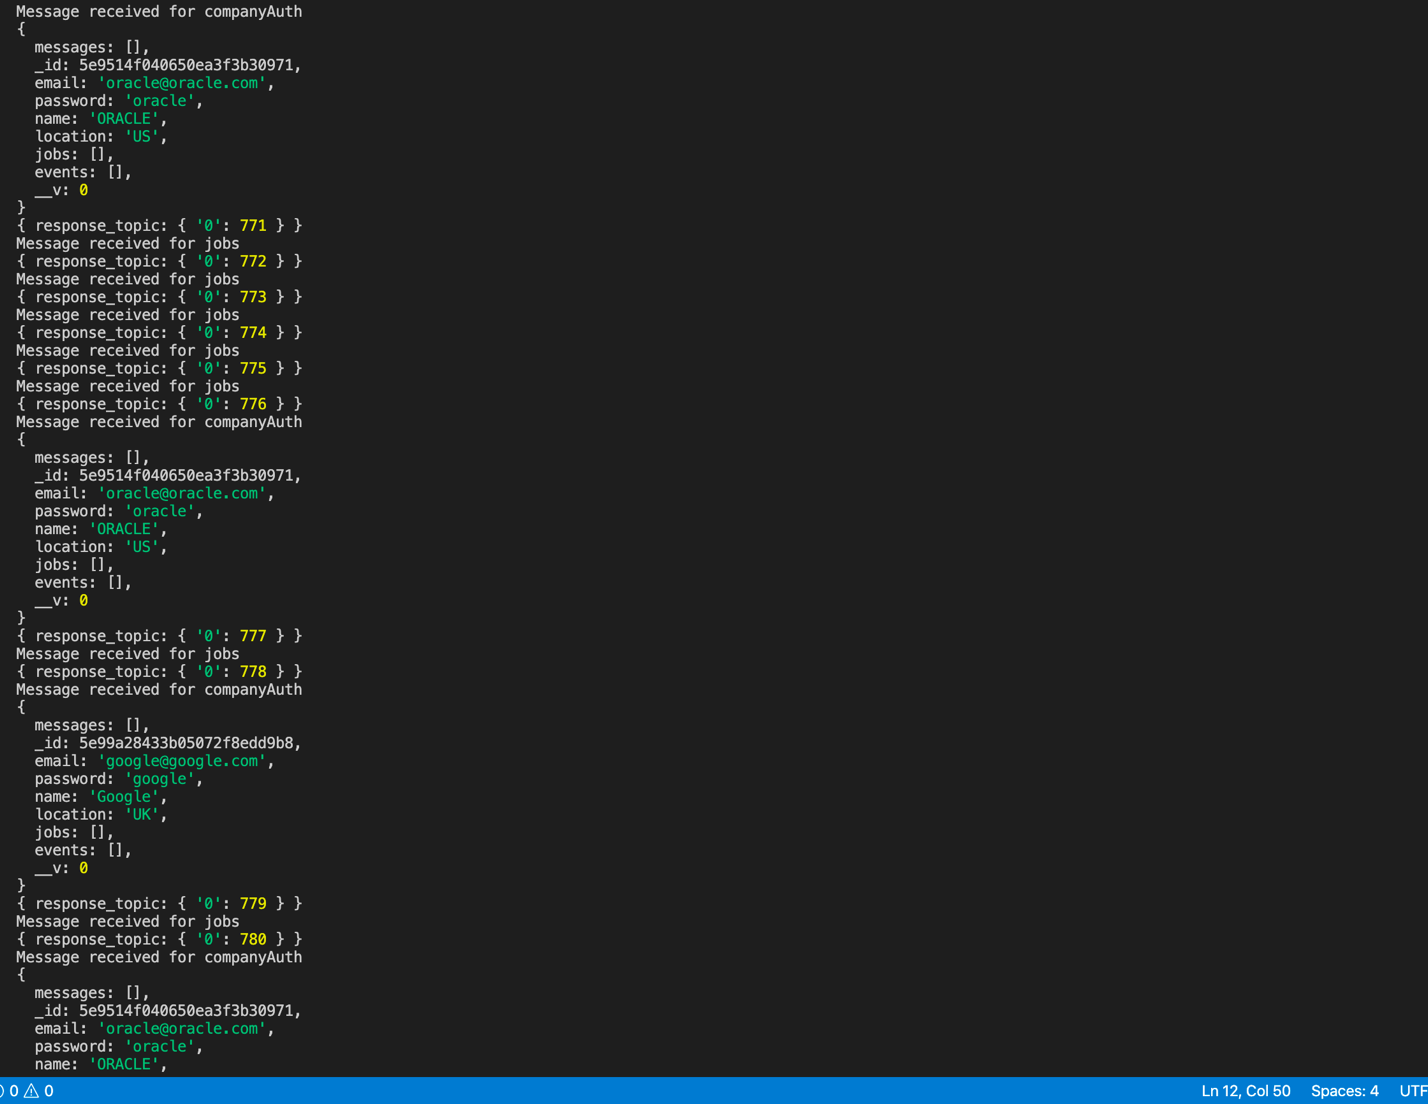 Message received for companyAuth
{
  messages: [],
  _id: 5e9514f040650ea3f3b30971,
  email: 'oracle@oracle.com',
  password: 'oracle',
  name: 'ORACLE',
  location: 'US',
  jobs: [],
  events: [],
  __v: 0
}
{ response_topic: { '0': 771 } }
Message received for jobs
{ response_topic: { '0': 772 } }
Message received for jobs
{ response_topic: { '0': 773 } }
Message received for jobs
{ response_topic: { '0': 774 } }
Message received for jobs
{ response_topic: { '0': 775 } }
Message received for jobs
{ response_topic: { '0': 776 } }
Message received for companyAuth
{
  messages: [],
  _id: 5e9514f040650ea3f3b30971,
  email: 'oracle@oracle.com',
  password: 'oracle',
  name: 'ORACLE',
  location: 'US',
  jobs: [],
  events: [],
  __v: 0
}
{ response_topic: { '0': 777 } }
Message received for jobs
{ response_topic: { '0': 778 } }
Message received for companyAuth
{
  messages: [],
  _id: 5e99a28433b05072f8edd9b8,
  email: 'google@google.com',
  password: 'google',
  name: 'Google',
  location: 'UK',
  jobs: [],
  events: [],
  __v: 0
}
{ response_topic: { '0': 779 } }
Message received for jobs
{ response_topic: { '0': 780 } }
Message received for companyAuth
{
  messages: [],
  _id: 5e9514f040650ea3f3b30971,
  email: 'oracle@oracle.com',
  password: 'oracle',
  name: 'ORACLE',
0 0 Ln 12, Col 50 Spaces: 4 UTF